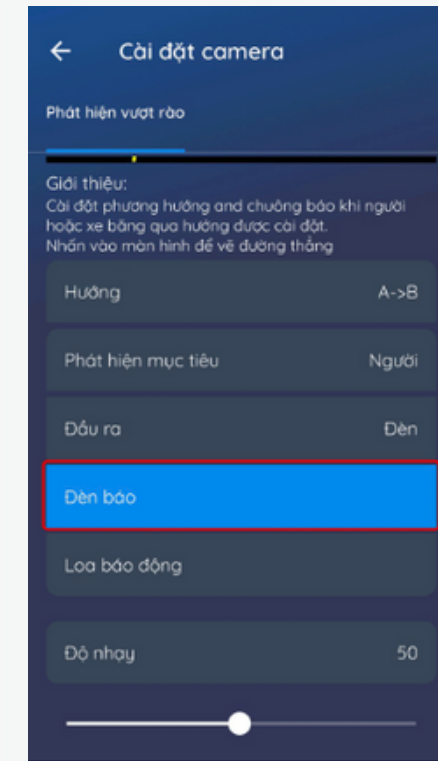 Cài đặt camera
Phát hiện vượt rào
Giới thiệu:
Cài đặt phương hướng and chuông báo khi người
hoặc xe băng qua hướng được cài đặt.
Nhấn vào màn hình để vẽ đường thẳng
Hướng A->B
Phát hiện mục tiêu Người
Đầu ra Đèn
Đèn báo
Loa báo động
Độ nhạy 50